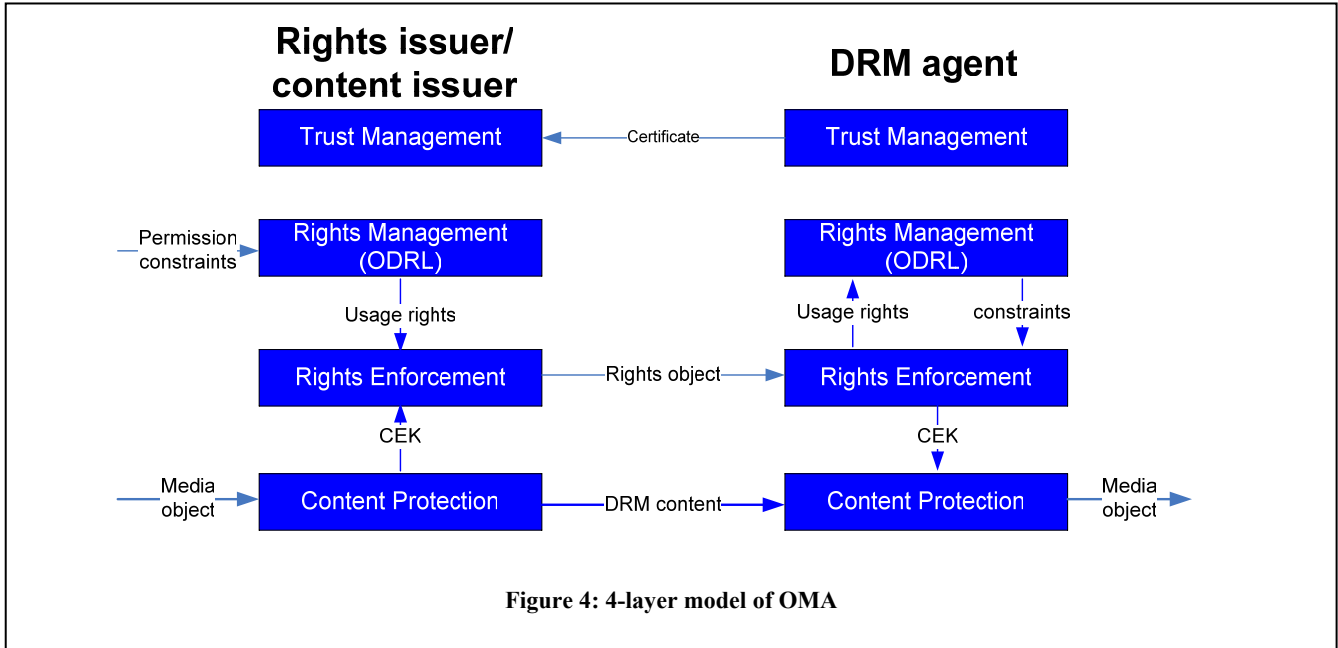 Rights issuer/
content issuer
DRM agent
Trust Management
Certificate
Trust Management
Permission
constraints
Rights Management
(ODRL)
Rights Management
(ODRL)
Usage rights
Usage rights
constraints
Rights Enforcement
Rights object
Rights Enforcement
CEK
CEK
Media
object
Content Protection
DRM content
Content Protection
Media
object
Figure 4: 4-layer model of OMA